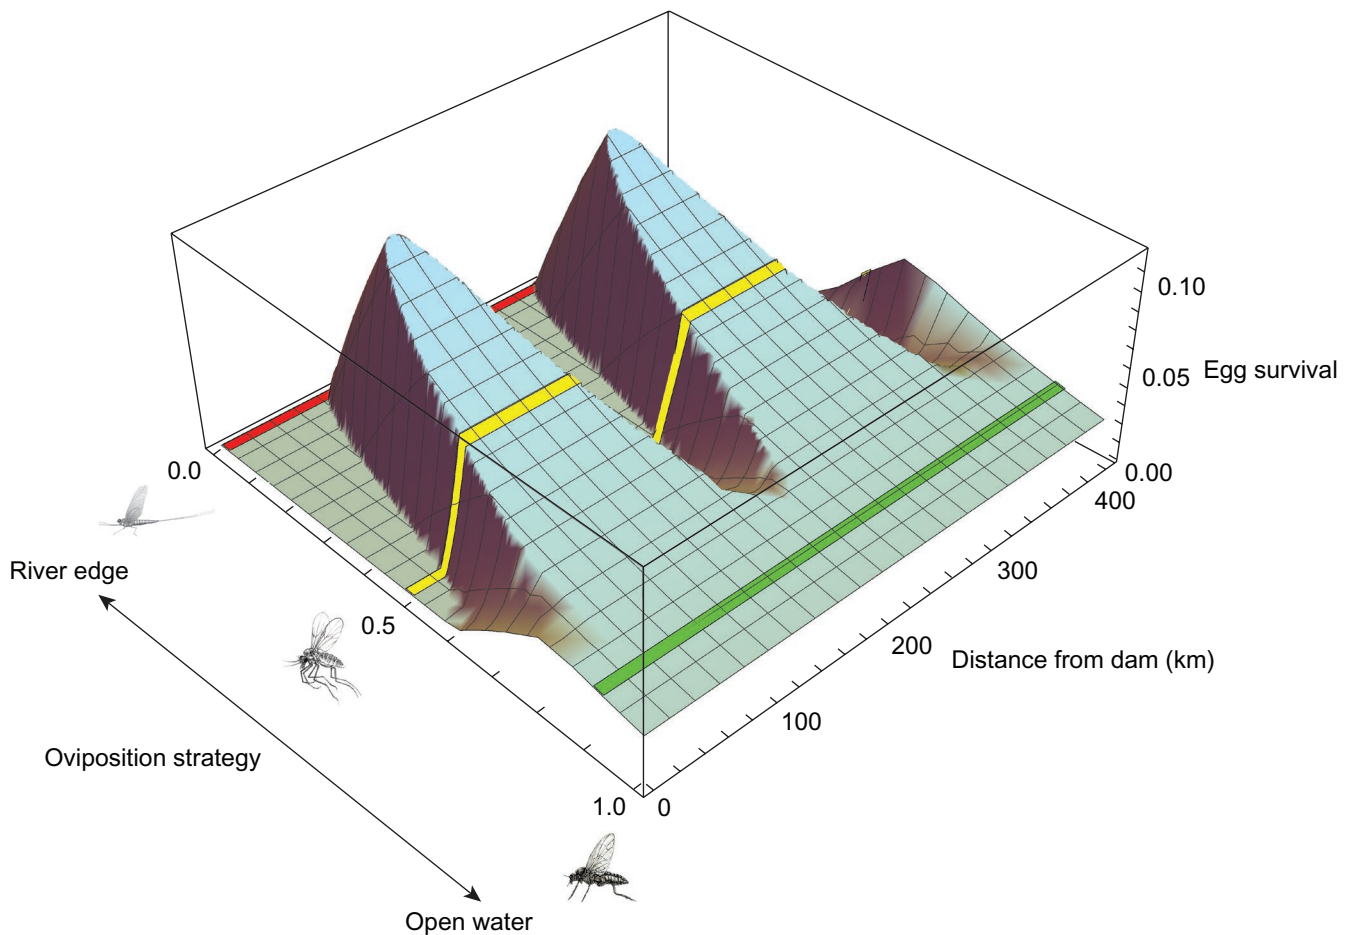 0.10
0.05
Egg survival
0.00
400
300
200
Distance from dam (km)
100
0
0.0
River edge
0.5
Oviposition strategy
1.0
Open water